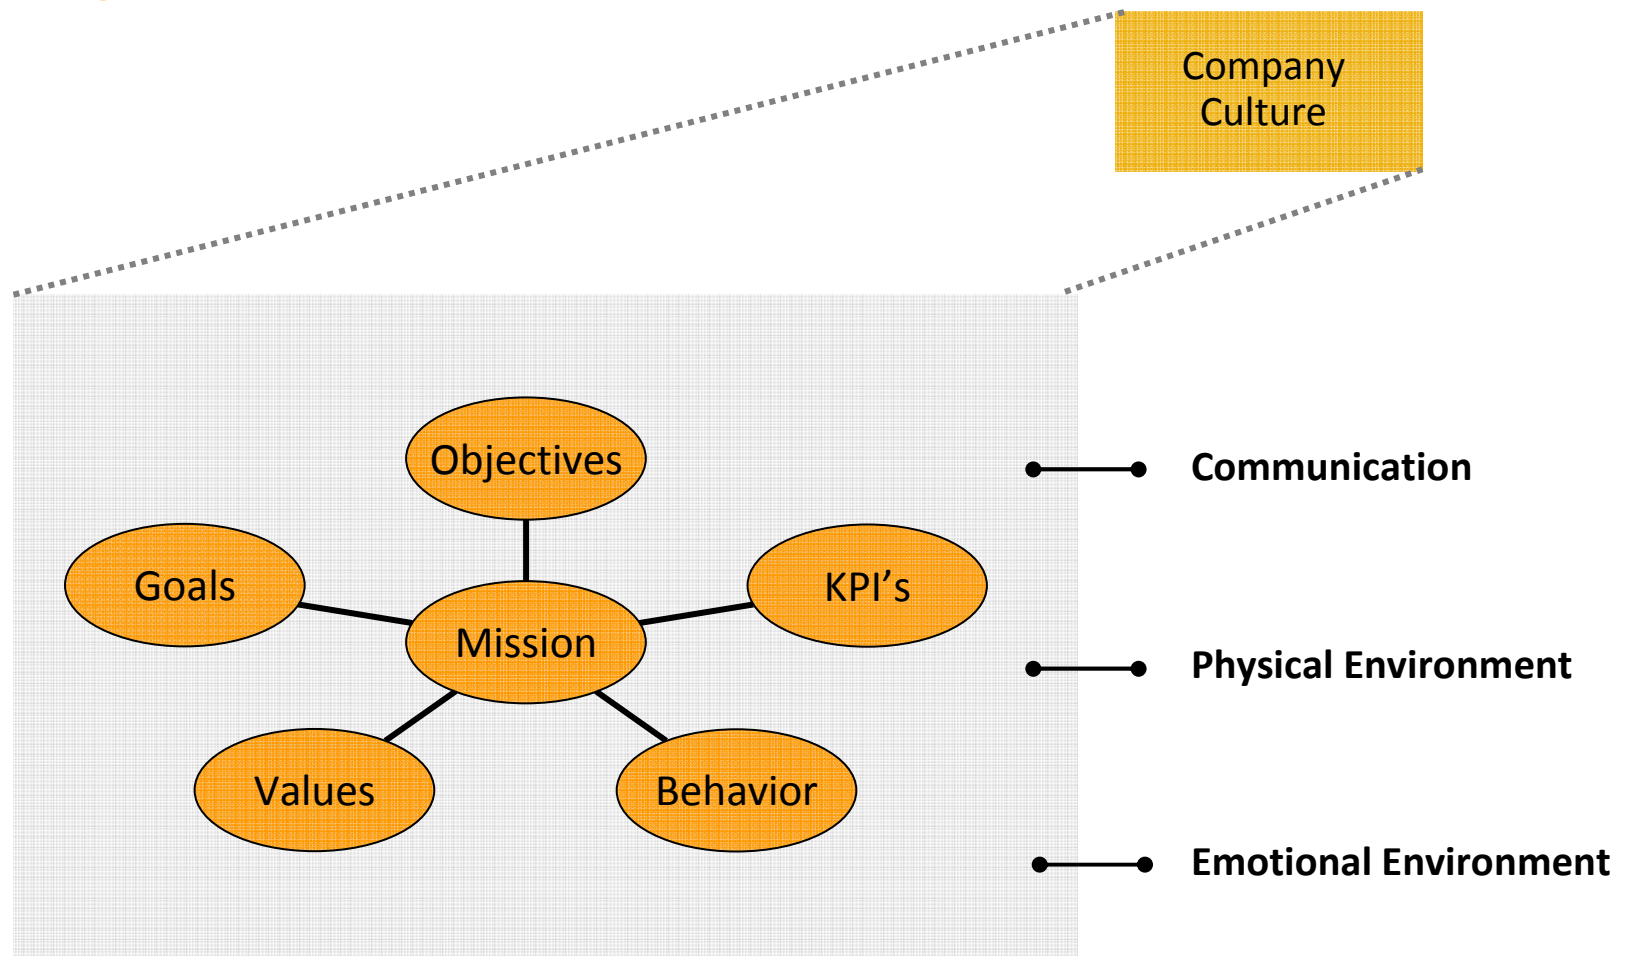 Company
Culture
Objectives
Communication
Goals
KPI’s
Mission
Physical Environment
Values
Behavior
Emotional Environment